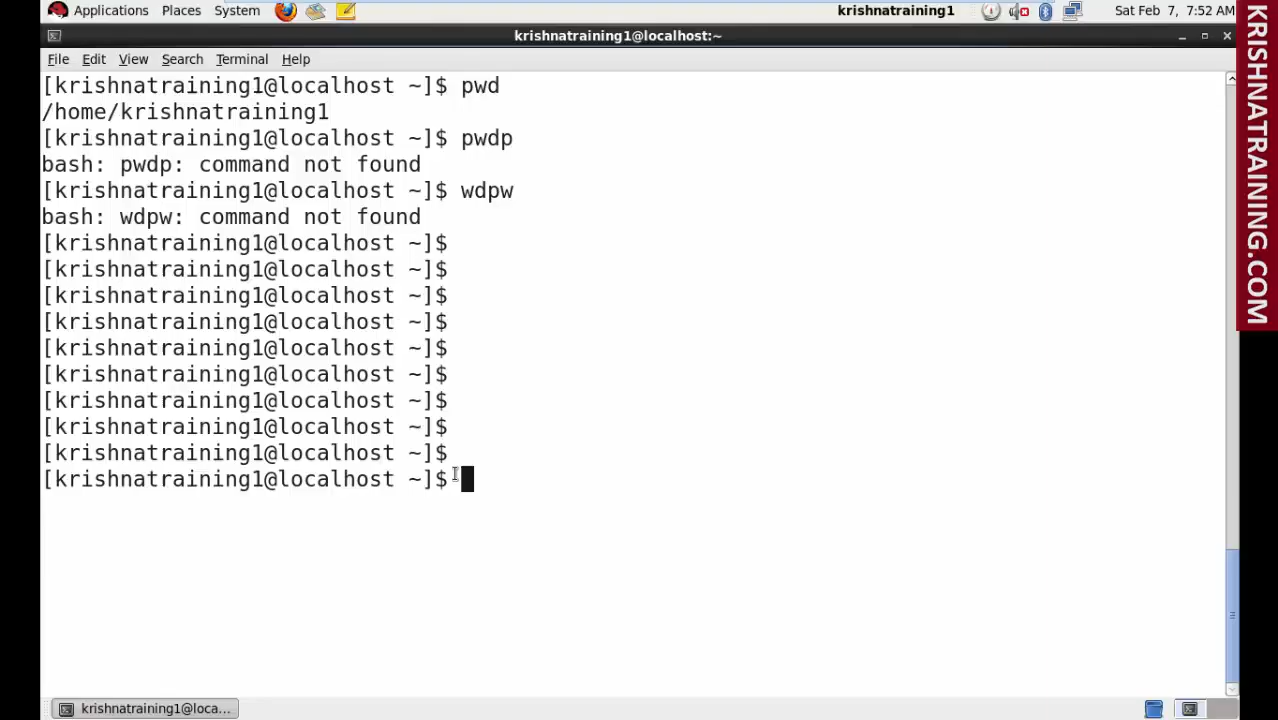 Applications Places System krishnatraining1 Sat Feb 7, 7:52 AM
krishnatraining1@localhost:~
File Edit View Search Terminal Help
[krishnatraining1@localhost ~]$ pwd
/home/krishnatraining1
[krishnatraining1@localhost ~]$ pwdp
bash: pwdp: command not found
[krishnatraining1@localhost ~]$ wdpw
bash: wdpw: command not found
[krishnatraining1@localhost ~]$
[krishnatraining1@localhost ~]$
[krishnatraining1@localhost ~]$
[krishnatraining1@localhost ~]$
[krishnatraining1@localhost ~]$
[krishnatraining1@localhost ~]$
[krishnatraining1@localhost ~]$
[krishnatraining1@localhost ~]$
[krishnatraining1@localhost ~]$
[krishnatraining1@localhost ~]$
krishnatraining1@loca...
KRISHNATRAINING.COM